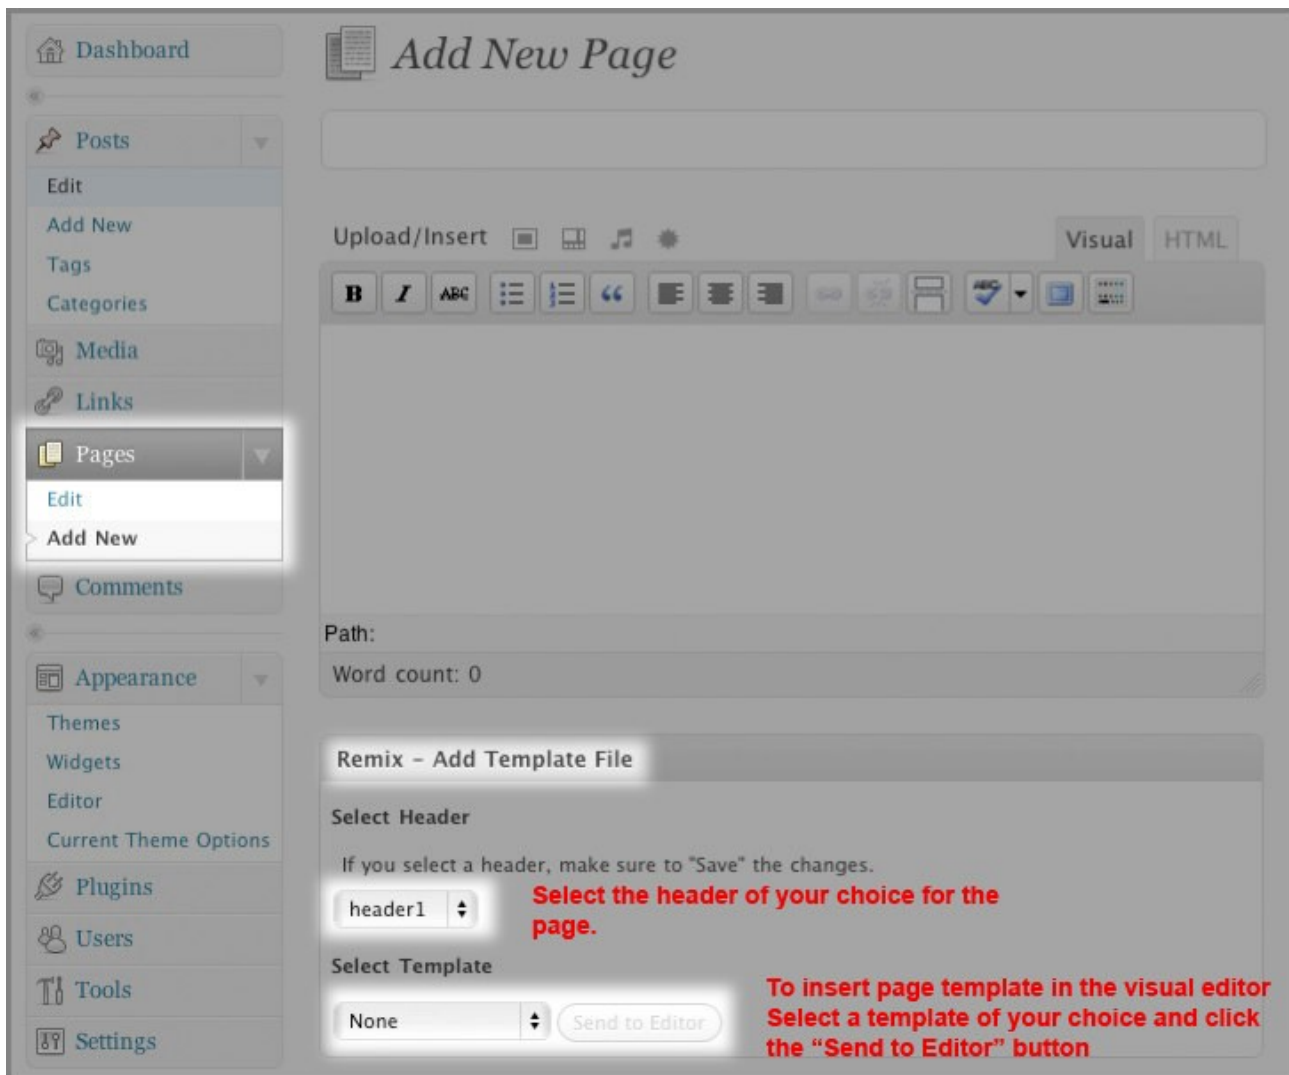 Dashboard
Add New Page
Posts
Edit
Add New
Tags
Categories
Media
Links
Pages
Edit
Add New
Comments
Appearance
Themes
Widgets
Editor
Current Theme Options
Plugins
Users
Tools
Settings
Upload/Insert
Visual HTML
B I ABC
ABC
Path:
Word count: 0
Remix – Add Template File
Select Header
If you select a header, make sure to "Save" the changes.
header1
Select the header of your choice for the
page.
Select Template
None
Send to Editor
To insert page template in the visual editor
Select a template of your choice and click
the “Send to Editor” button